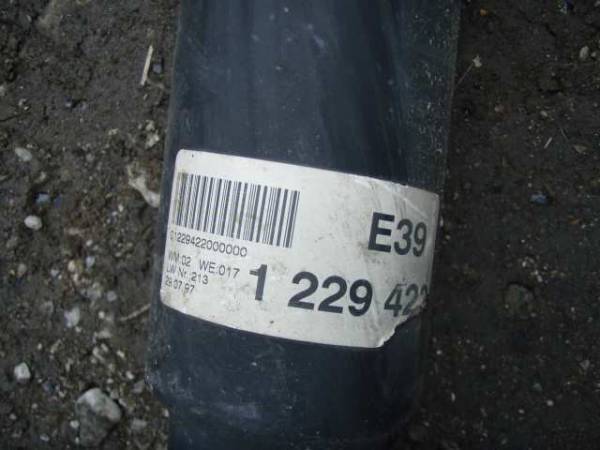 E39
01229422000000
WM:02 WE:017
1 229 422
LW Nr.:213
29.07.97